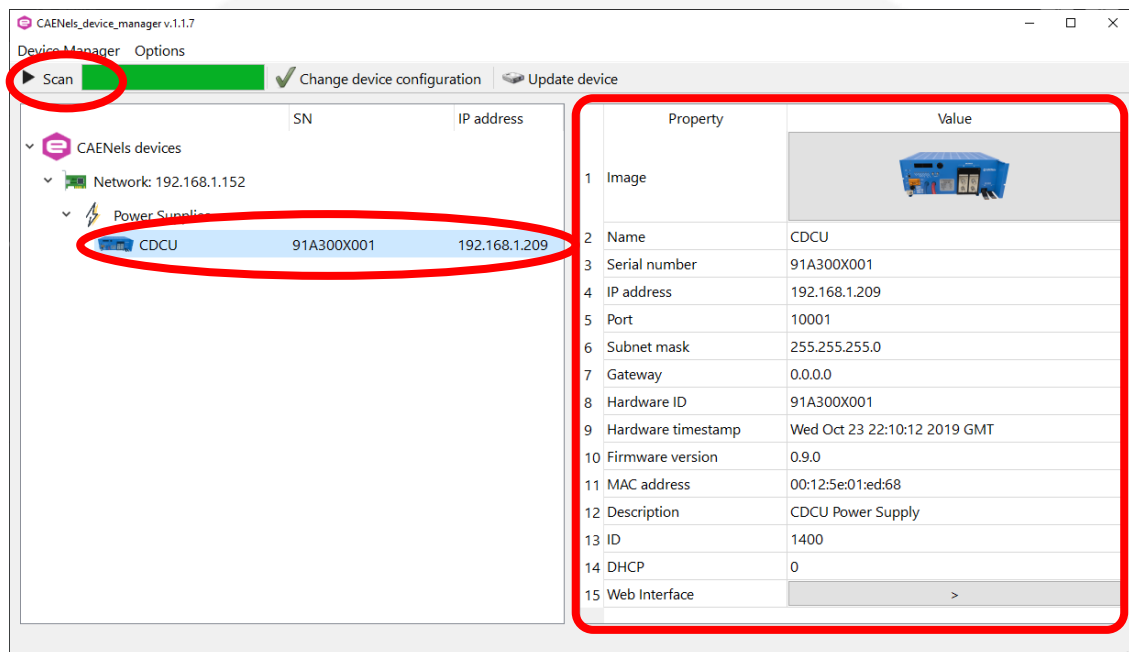 CAENels_device_manager v.1.1.7
Device Manager Options
Scan Change device configuration Update device
SN IP address
CAENels devices
Network: 192.168.1.152
Power Supplies
CDCU 91A300X001 192.168.1.209
Property Value
1 Image
2 Name CDCU
3 Serial number 91A300X001
4 IP address 192.168.1.209
5 Port 10001
6 Subnet mask 255.255.255.0
7 Gateway 0.0.0.0
8 Hardware ID 91A300X001
9 Hardware timestamp Wed Oct 23 22:10:12 2019 GMT
10 Firmware version 0.9.0
11 MAC address 00:12:5e:01:ed:68
12 Description CDCU Power Supply
13 ID 1400
14 DHCP 0
15 Web Interface >